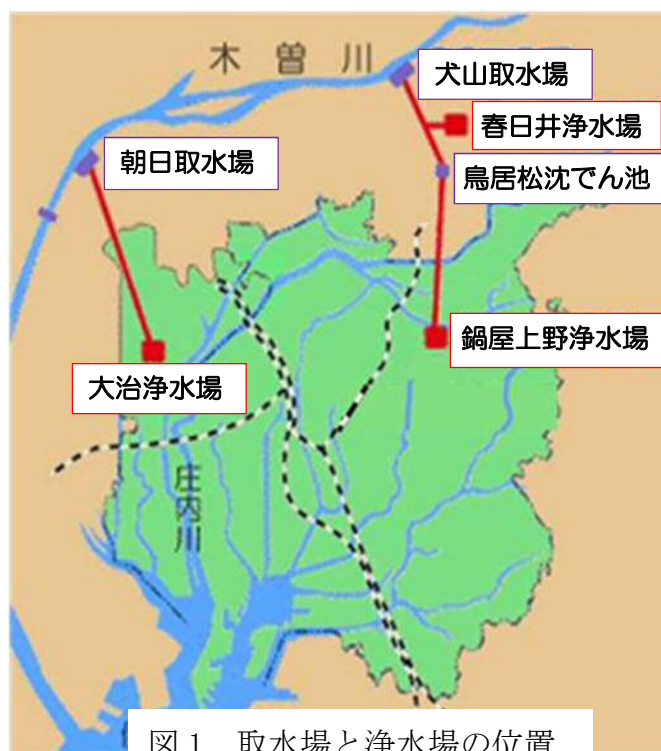 木曽川
犬山取水場
春日井浄水場
朝日取水場
鳥居松沈でん池
鍋屋上野浄水場
大治浄水場
庄内川
図1 取水場と浄水場の位置